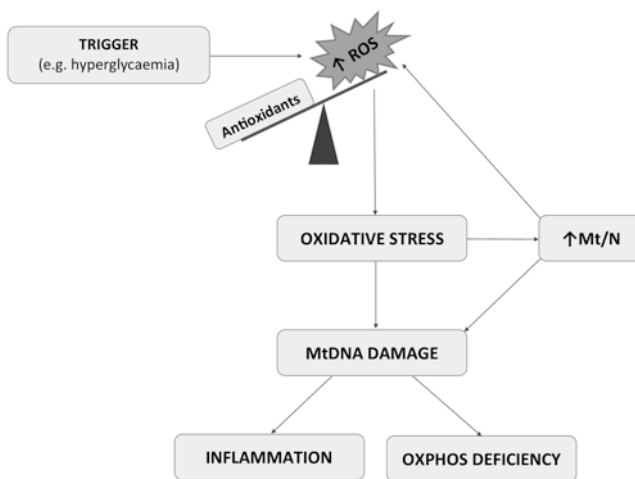 TRIGGER
(e.g. hyperglycaemia)
↑ ROS
Antioxidants
OXIDATIVE STRESS
↑Mt/N
MtDNA DAMAGE
INFLAMMATION
OXPHOS DEFICIENCY